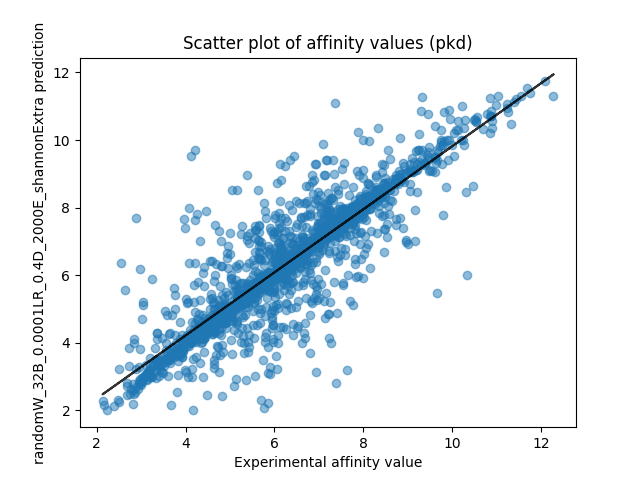 Scatter plot of affinity values (pkd)
randomW_32B_0.0001LR_0.4D_2000E_shannonExtra prediction
12
10
8
6
4
2
2 4 6 8 10 12
Experimental affinity value